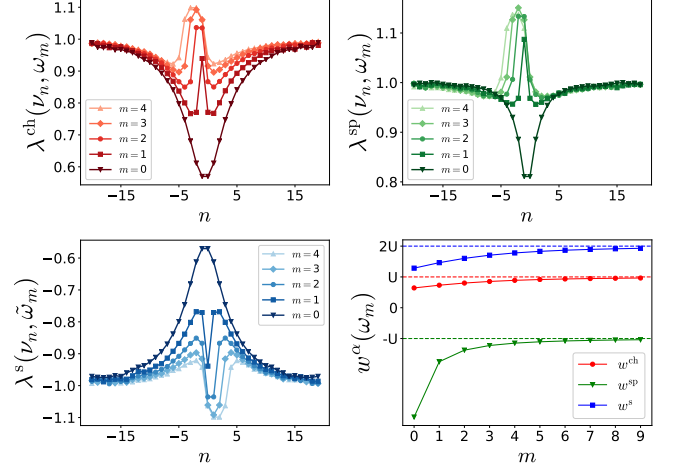 λ^ch(ν_n, ω_m)
1.1
1.0
0.9
0.8
0.7
0.6
m = 4
m = 3
m = 2
m = 1
m = 0
−15
−5
5
15
n
λ^sp(ν_n, ω_m)
1.0
0.9
0.8
m = 4
m = 3
m = 2
m = 1
m = 0
−15
−5
5
15
n
λ^s(ν_n, ω̃_m)
−0.6
−0.7
−0.8
−0.9
−1.0
−1.1
m = 4
m = 3
m = 2
m = 1
m = 0
−15
−5
5
15
n
w^α(ω_m)
2U
U
0
-U
w^ch
w^sp
w^s
0 1 2 3 4 5 6 7 8 9
m